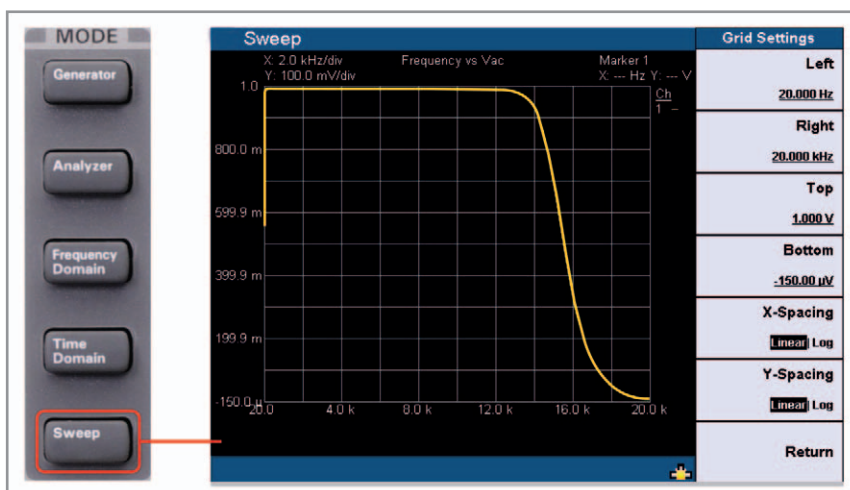 MODE
Generator
Analyzer
Frequency
Domain
Time
Domain
Sweep
Sweep
X: 2.0 kHz/div Frequency vs Vac Marker 1
Y: 100.0 mV/div X: --- Hz Y: --- V
Ch
1 --
1.0
800.0 m
599.9 m
399.9 m
199.9 m
-150.0 µ
20.0 4.0 k 8.0 k 12.0 k 16.0 k 20.0 k
Grid Settings
Left
20.000 Hz
Right
20.000 kHz
Top
1.000 V
Bottom
-150.00 µV
X-Spacing
Linear| Log
Y-Spacing
Linear| Log
Return